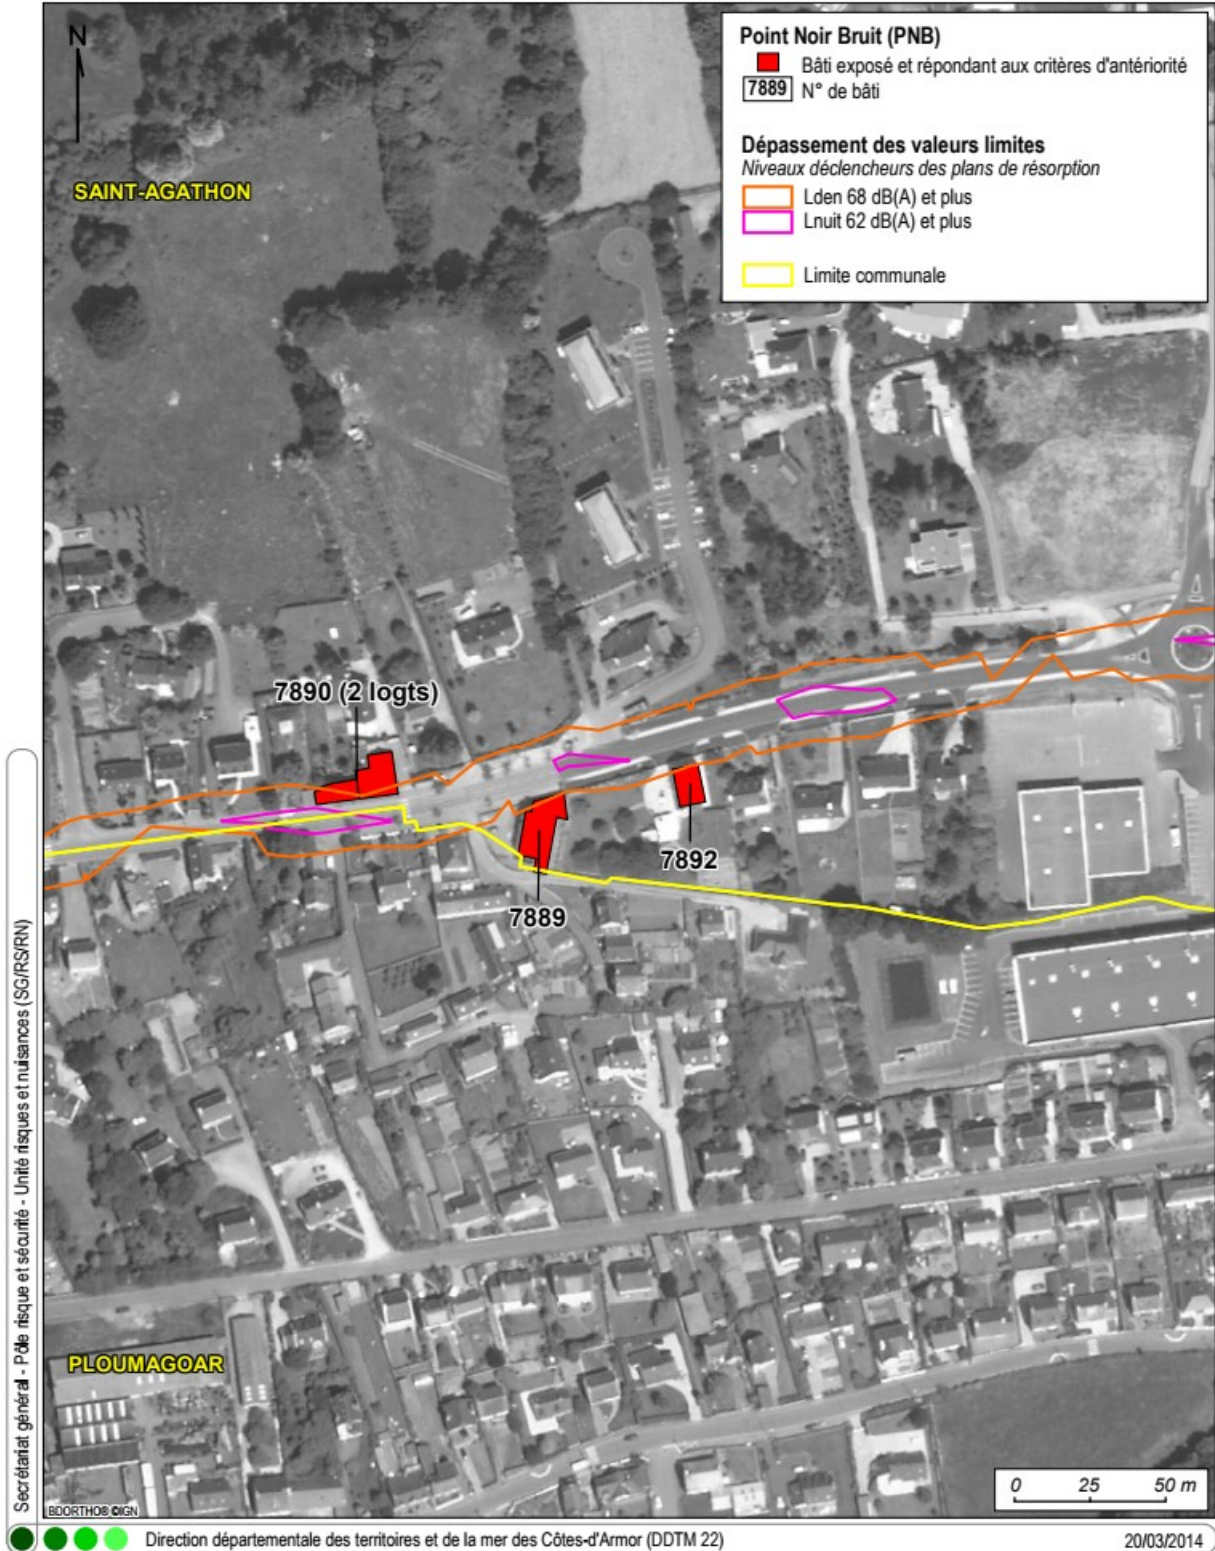 N
Point Noir Bruit (PNB)
Bâti exposé et répondant aux critères d'antériorité
7889 N° de bâti
Dépassement des valeurs limites
Niveaux déclencheurs des plans de résorption
Lden 68 dB(A) et plus
Lnuit 62 dB(A) et plus
Limite communale
SAINT-AGATHON
7890 (2 logts)
7892
7889
PLOUMAGOAR
0 25 50 m
BDORTHO® ©IGN
Secrétariat général - Pôle risque et sécurité - Unité risques et nuisances (SG/RS/RN)
Direction départementale des territoires et de la mer des Côtes-d'Armor (DDTM 22)
20/03/2014